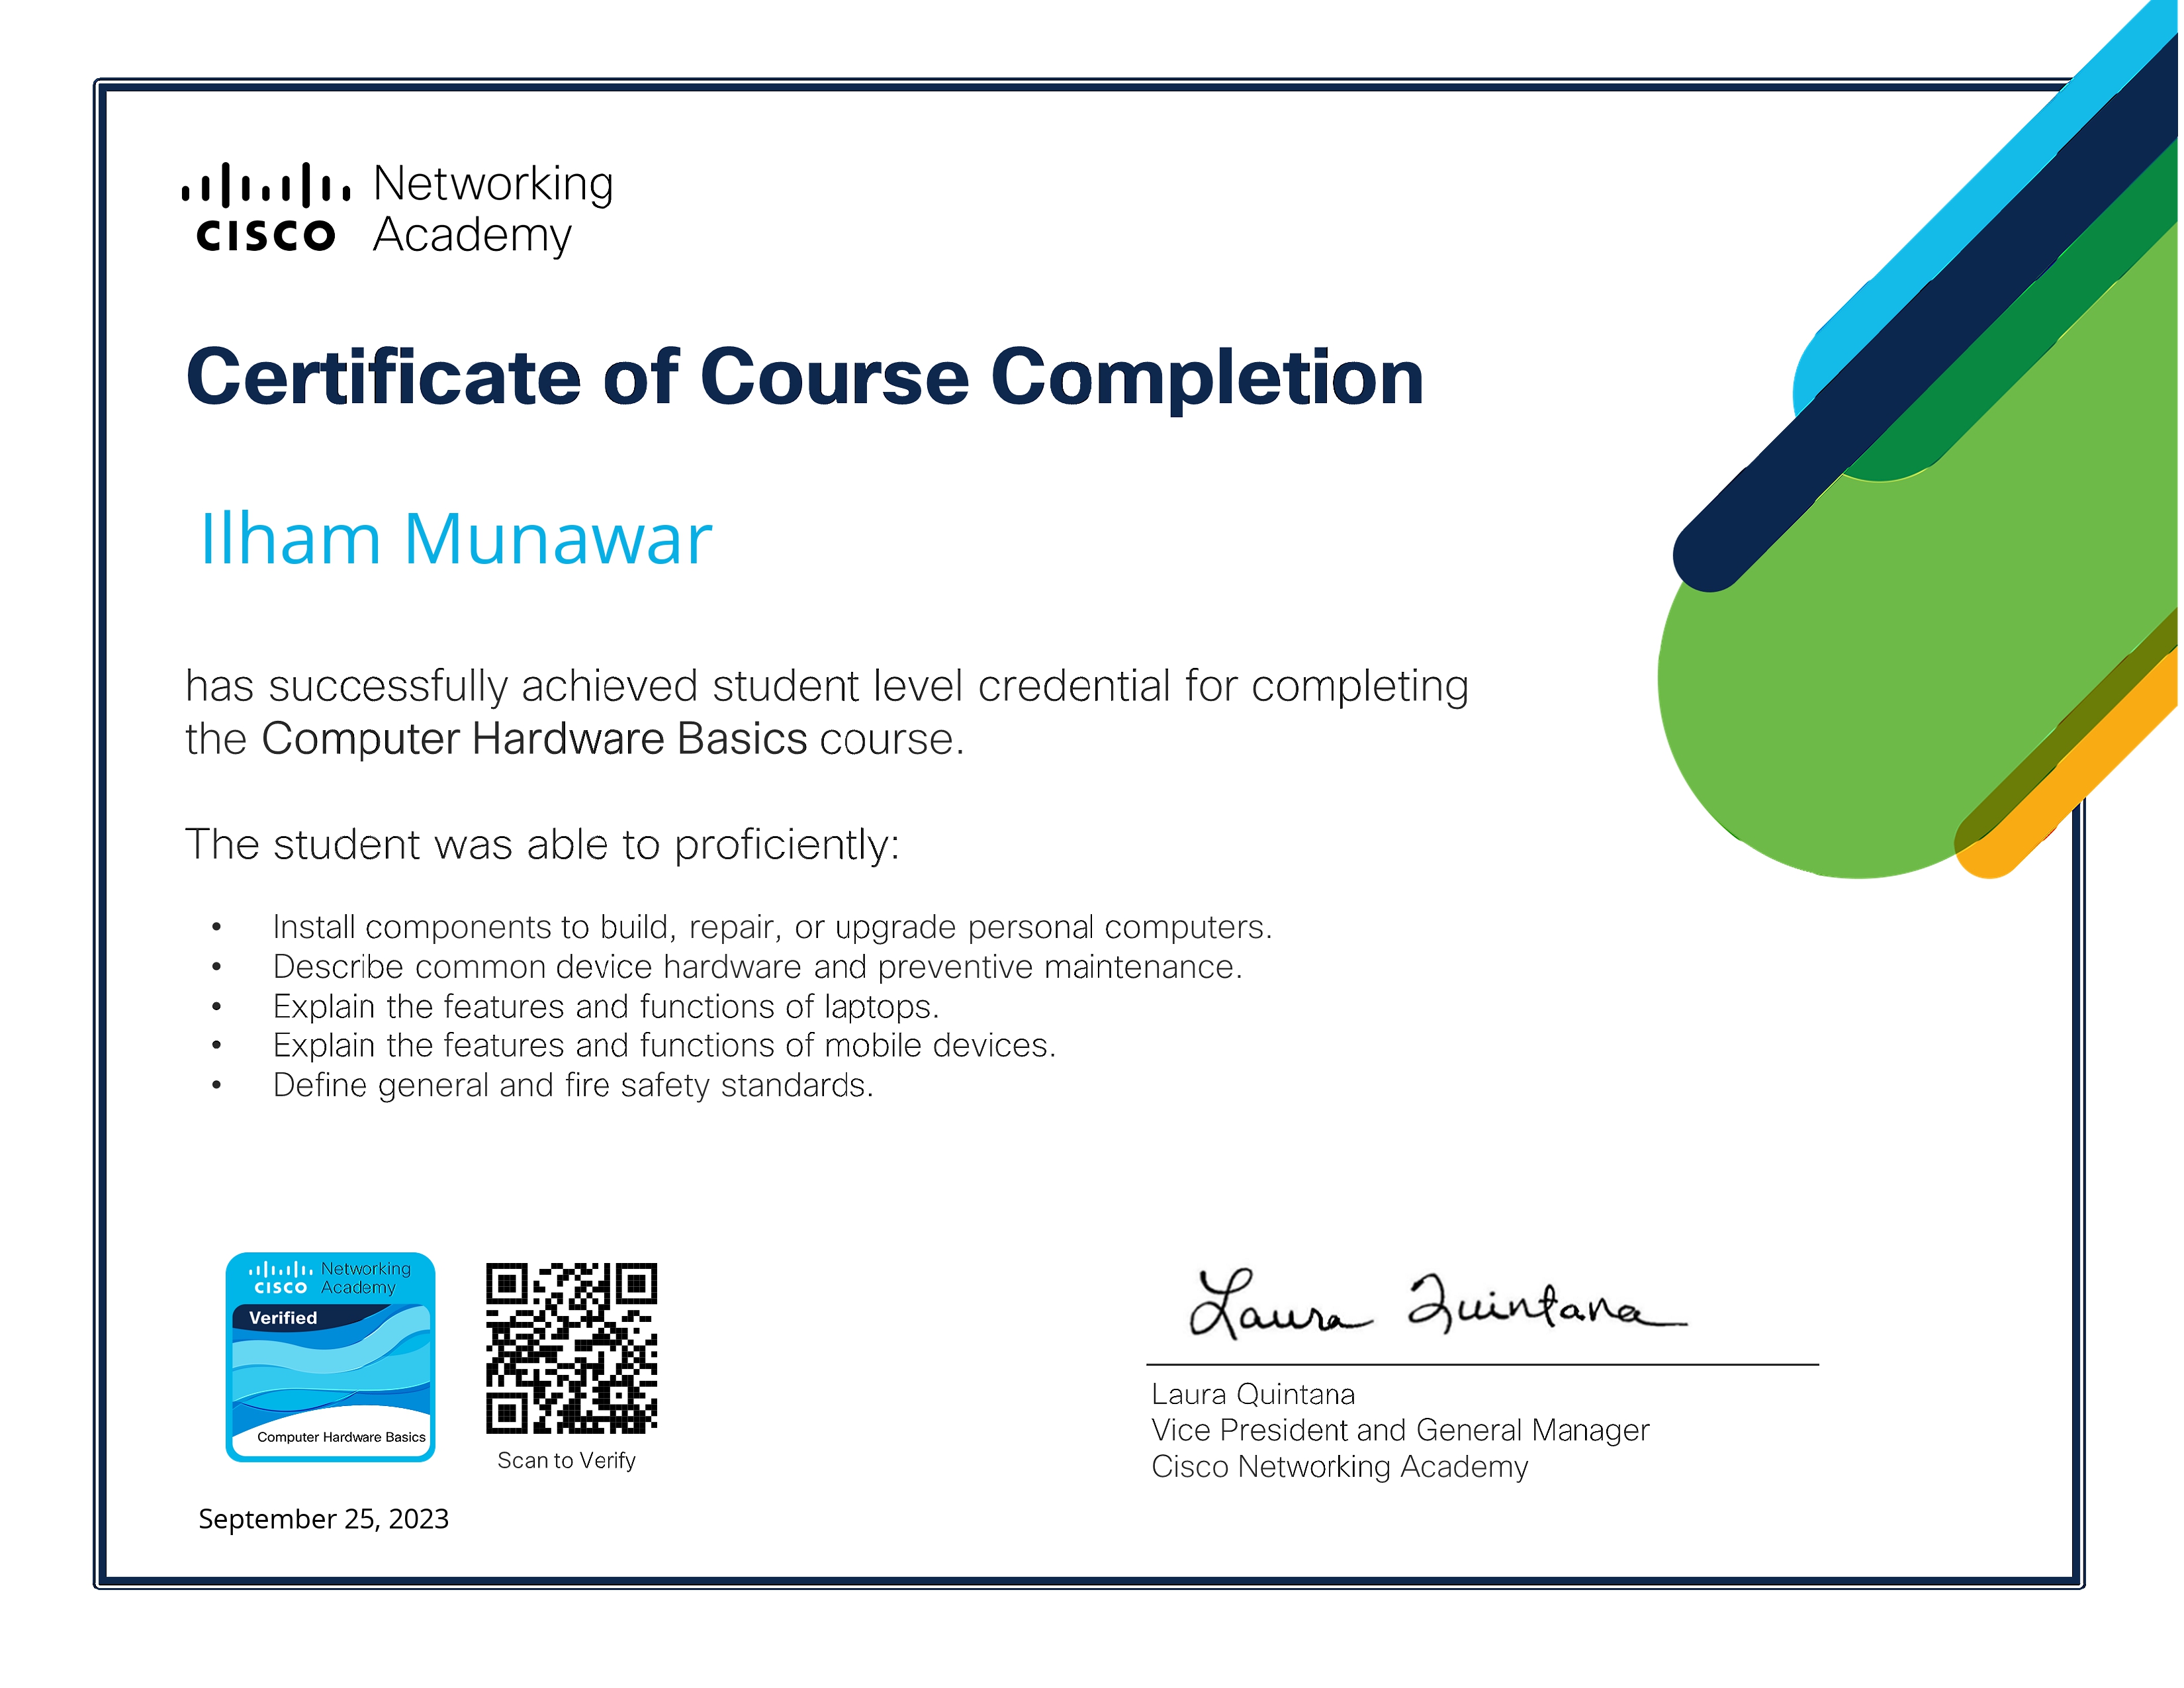 Networking
Academy
CISCO
Certificate of Course Completion
Ilham Munawar
has successfully achieved student level credential for completing
the Computer Hardware Basics course.
The student was able to proficiently:
• Install components to build, repair, or upgrade personal computers.
• Describe common device hardware and preventive maintenance.
• Explain the features and functions of laptops.
• Explain the features and functions of mobile devices.
• Define general and fire safety standards.
Networking
CISCO Academy
Verified
Computer Hardware Basics
Scan to Verify
September 25, 2023
Laura Quintana
Laura Quintana
Vice President and General Manager
Cisco Networking Academy